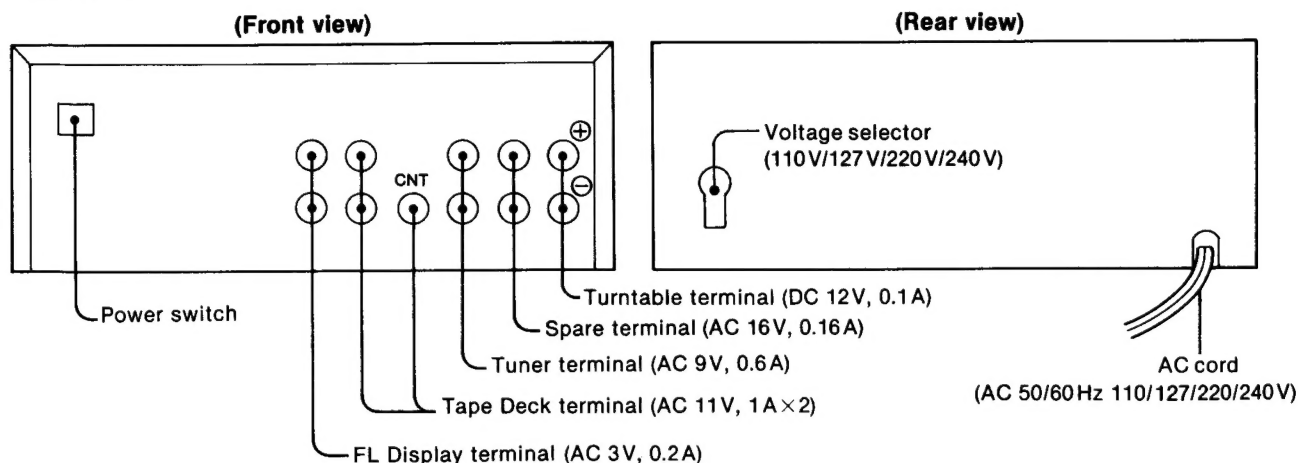 (Front view)
(Rear view)
⊕
CNT
⊖
Voltage selector
(110V/127V/220V/240V)
Power switch
Turntable terminal (DC 12V, 0.1A)
Spare terminal (AC 16V, 0.16A)
Tuner terminal (AC 9V, 0.6A)
Tape Deck terminal (AC 11V, 1A×2)
FL Display terminal (AC 3V, 0.2A)
AC cord
(AC 50/60Hz 110/127/220/240V)